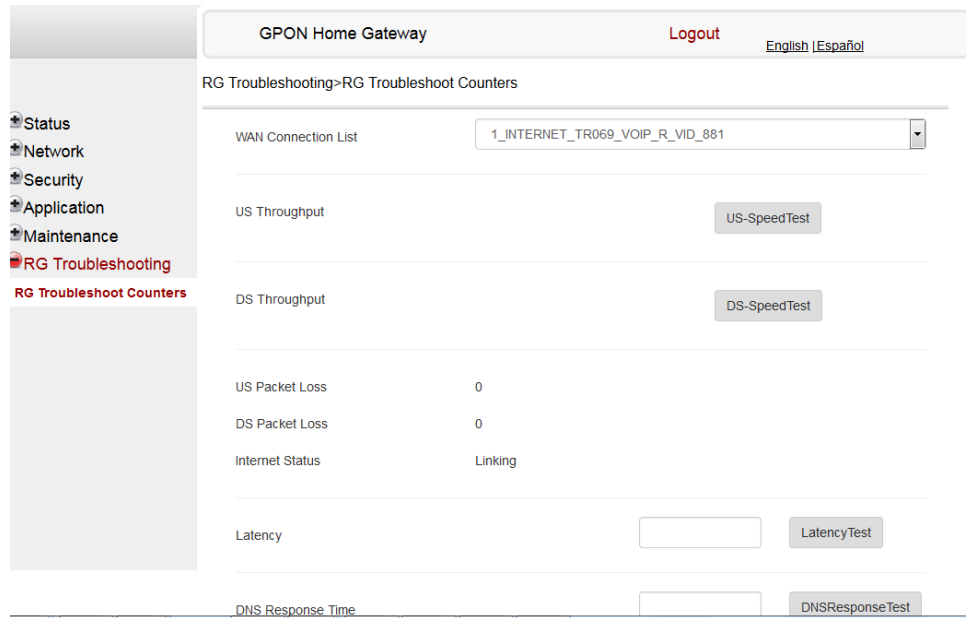 GPON Home Gateway
Logout
English | Español
RG Troubleshooting>RG Troubleshoot Counters
Status
Network
Security
Application
Maintenance
RG Troubleshooting
RG Troubleshoot Counters
WAN Connection List
1_INTERNET_TR069_VOIP_R_VID_881
US Throughput
US-SpeedTest
DS Throughput
DS-SpeedTest
US Packet Loss 0
DS Packet Loss 0
Internet Status Linking
Latency
LatencyTest
DNS Response Time
DNSResponseTest